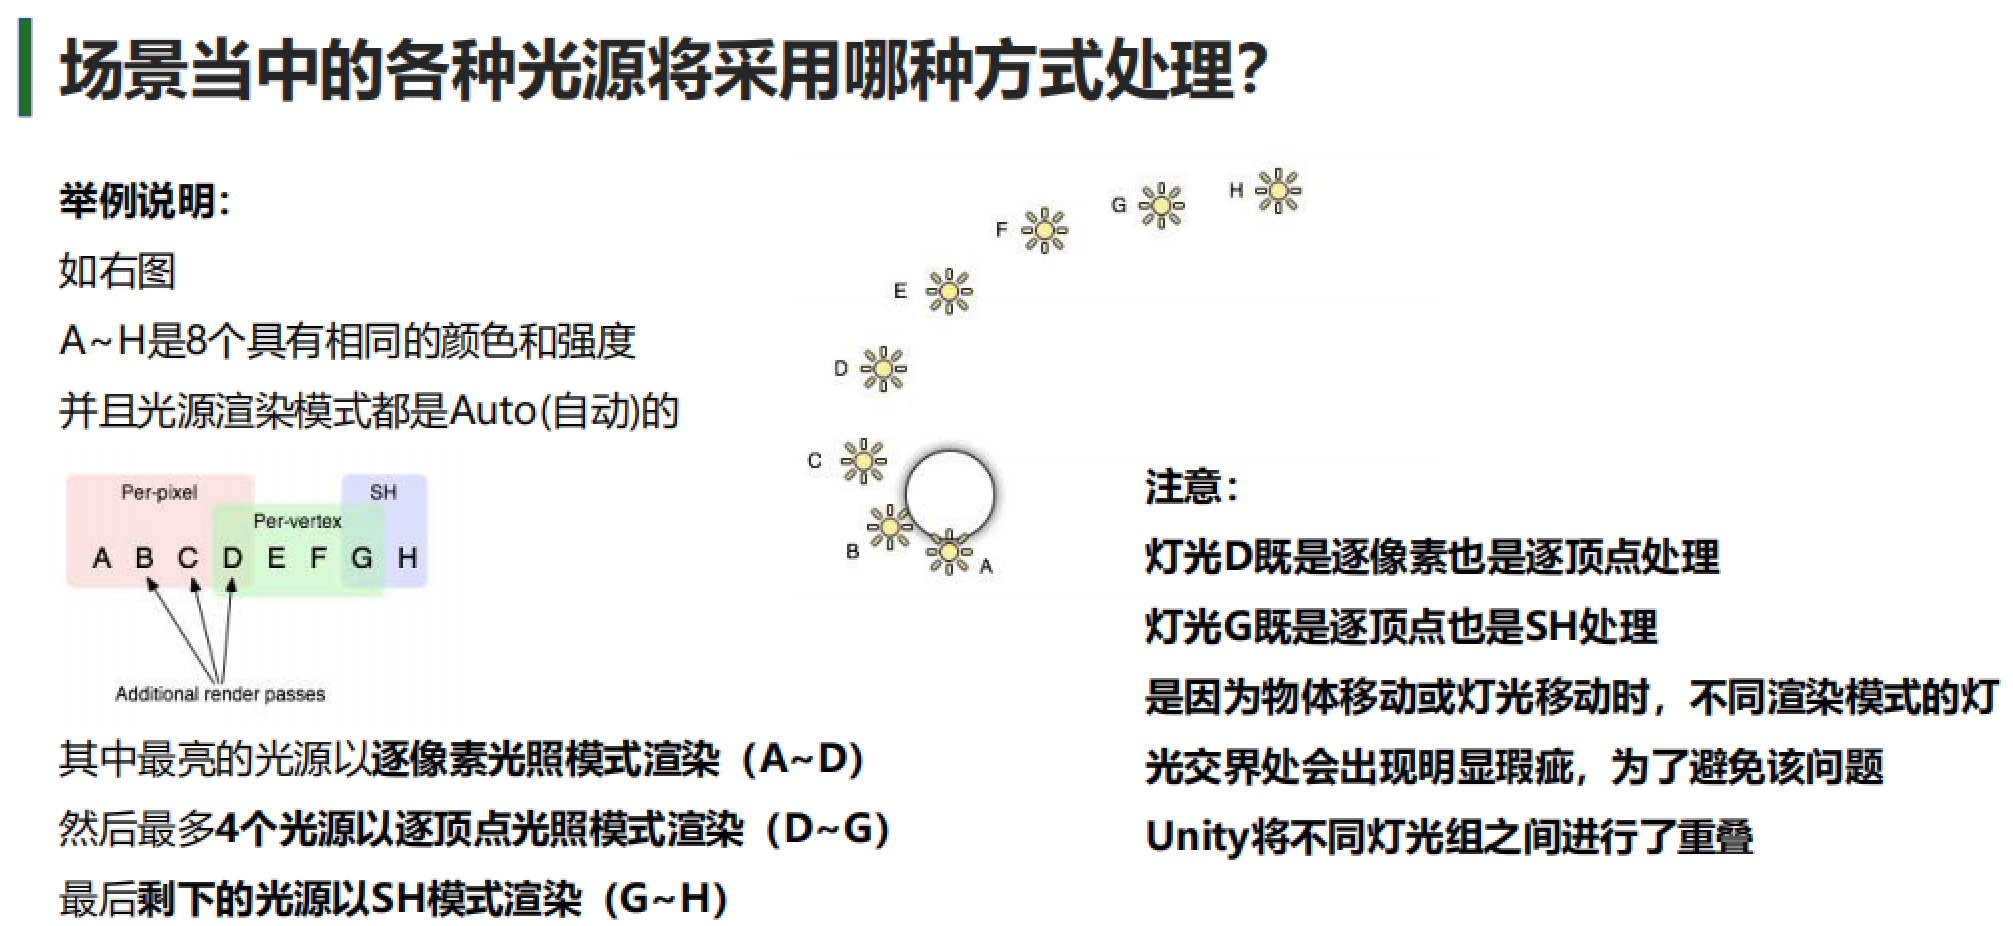 场景当中的各种光源将采用哪种方式处理？
举例说明：
如右图
A~H是8个具有相同的颜色和强度
并且光源渲染模式都是Auto(自动)的
Per-pixel
SH
Per-vertex
A B C D E F G H
Additional render passes
其中最亮的光源以逐像素光照模式渲染（A~D）
然后最多4个光源以逐顶点光照模式渲染（D~G）
最后剩下的光源以SH模式渲染（G~H）
H
G
F
E
D
C
B
A
注意：
灯光D既是逐像素也是逐顶点处理
灯光G既是逐顶点也是SH处理
是因为物体移动或灯光移动时，不同渲染模式的灯
光交界处会出现明显瑕疵，为了避免该问题
Unity将不同灯光组之间进行了重叠